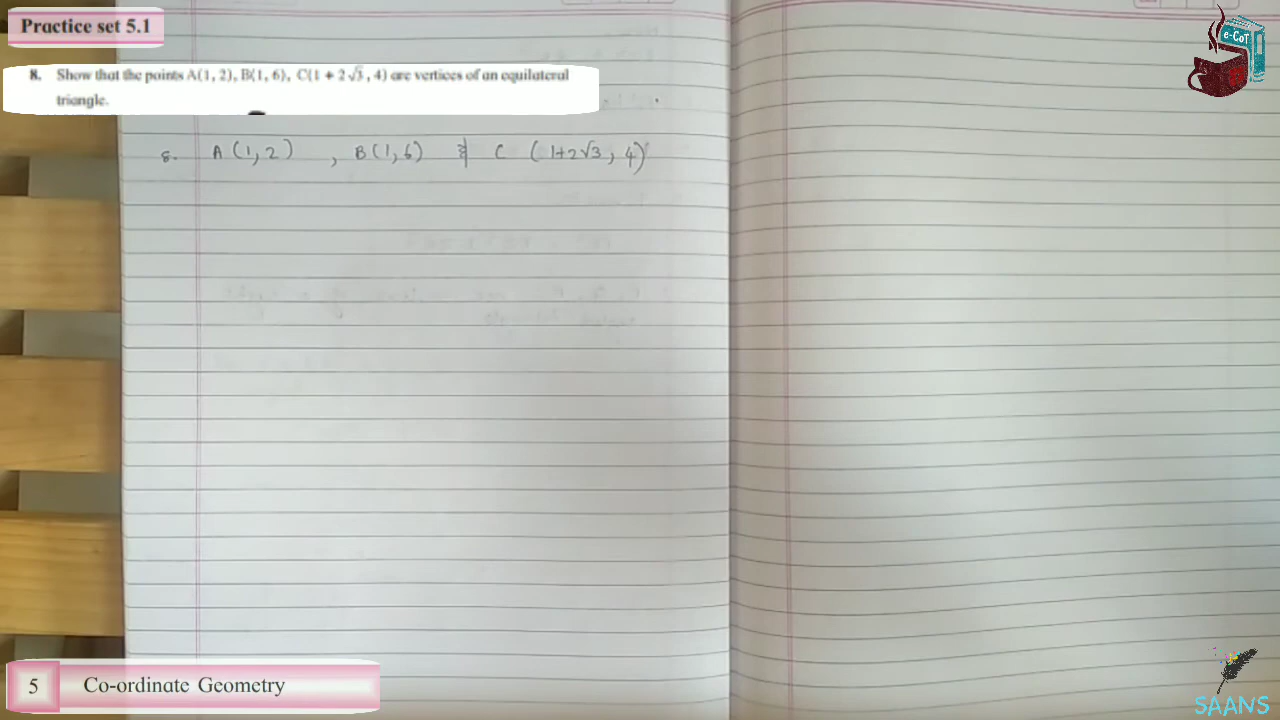 Practice set 5.1
8. Show that the points A(1, 2), B(1, 6), C(1 + 2√3, 4) are vertices of an equilateral
triangle.
8. A (1, 2) , B (1, 6) & C (1+2√3, 4)
5 Co-ordinate Geometry
e-CoT
SAANS